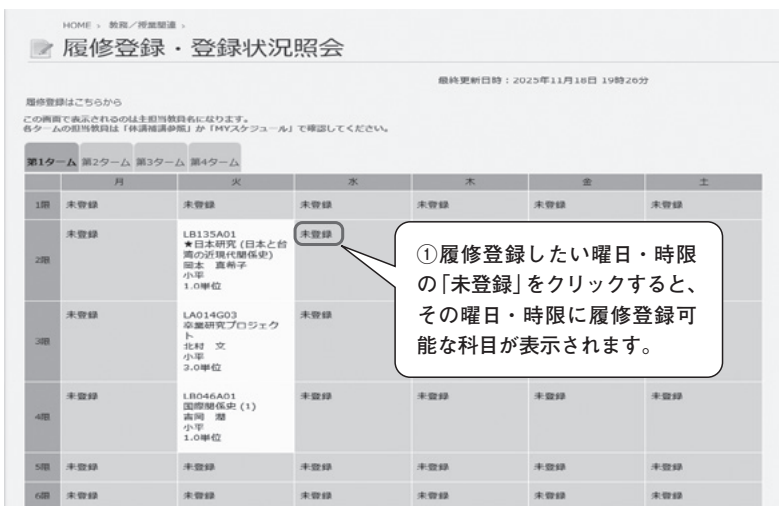 HOME > 教務／授業関連 >
履修登録・登録状況照会
最終更新日時：2025年11月18日 19時26分
履修登録はこちらから
この画面で表示されるのは主担当教員名になります。
各タームの担当教員は「休講補講参照」か「MYスケジュール」で確認してください。
第1ターム 第2ターム 第3ターム 第4ターム
月 火 水 木 金 土
1限 未登録 未登録 未登録 未登録 未登録 未登録
2限 未登録 LB135A01 未登録
★日本研究 (日本と台
湾の近現代関係史)
岡本 真希子
小平
1.0単位
①履修登録したい曜日・時限
の「未登録」をクリックすると、
その曜日・時限に履修登録可
能な科目が表示されます。
3限 未登録 LA014G03 未登録
卒業研究プロジェク
ト
北村 文
小平
3.0単位
4限 未登録 LB046A01 未登録 未登録 未登録 未登録
国際関係史 (1)
吉岡 潤
小平
1.0単位
5限 未登録 未登録 未登録 未登録 未登録 未登録
6限 未登録 未登録 未登録 未登録 未登録 未登録